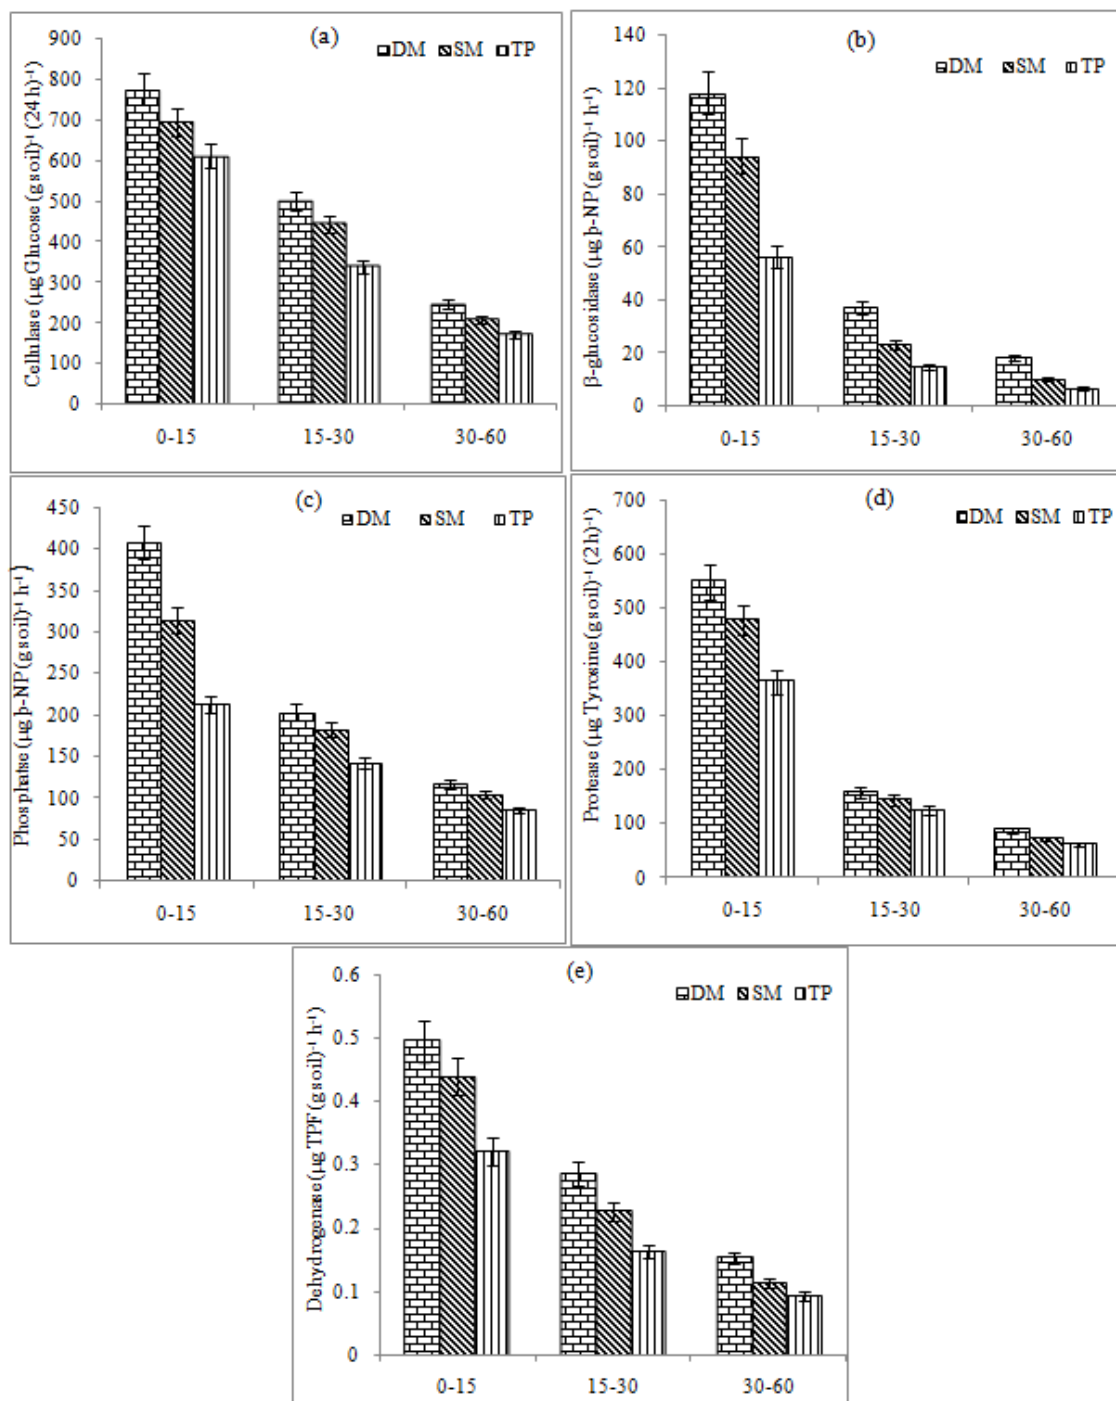 (a)
DM SM TP
Cellulase (µg Glucose (g soil)⁻¹ (24 h)⁻¹
900
800
700
600
500
400
300
200
100
0
0-15 15-30 30-60
(b)
DM SM TP
β-glucosidase (µg þ-NP (g soil)⁻¹ h⁻¹
140
120
100
80
60
40
20
0
0-15 15-30 30-60
(c)
DM SM TP
Phosphatse (µg þ-NP (g soil)⁻¹ h⁻¹)
450
400
350
300
250
200
150
100
50
0
0-15 15-30 30-60
(d)
DM SM TP
Protease (µg Tyrosine (g soil)⁻¹ (2 h)⁻¹)
700
600
500
400
300
200
100
0
0-15 15-30 30-60
(e)
DM SM TP
Dehydrogenase (µg TPF (g soil)⁻¹ h⁻¹)
0.6
0.5
0.4
0.3
0.2
0.1
0
0-15 15-30 30-60